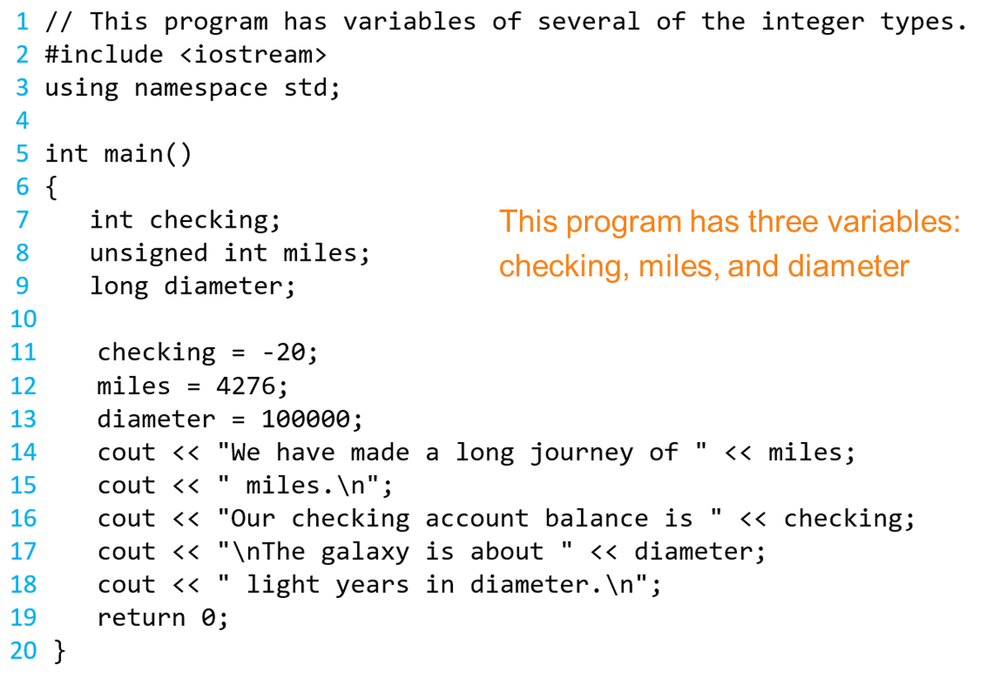 1 // This program has variables of several of the integer types.
2 #include <iostream>
3 using namespace std;
4
5 int main()
6 {
7    int checking;
8    unsigned int miles;
9    long diameter;
10
11    checking = -20;
12    miles = 4276;
13    diameter = 100000;
14    cout << "We have made a long journey of " << miles;
15    cout << " miles.\n";
16    cout << "Our checking account balance is " << checking;
17    cout << "\nThe galaxy is about " << diameter;
18    cout << " light years in diameter.\n";
19    return 0;
20 }
This program has three variables:
checking, miles, and diameter